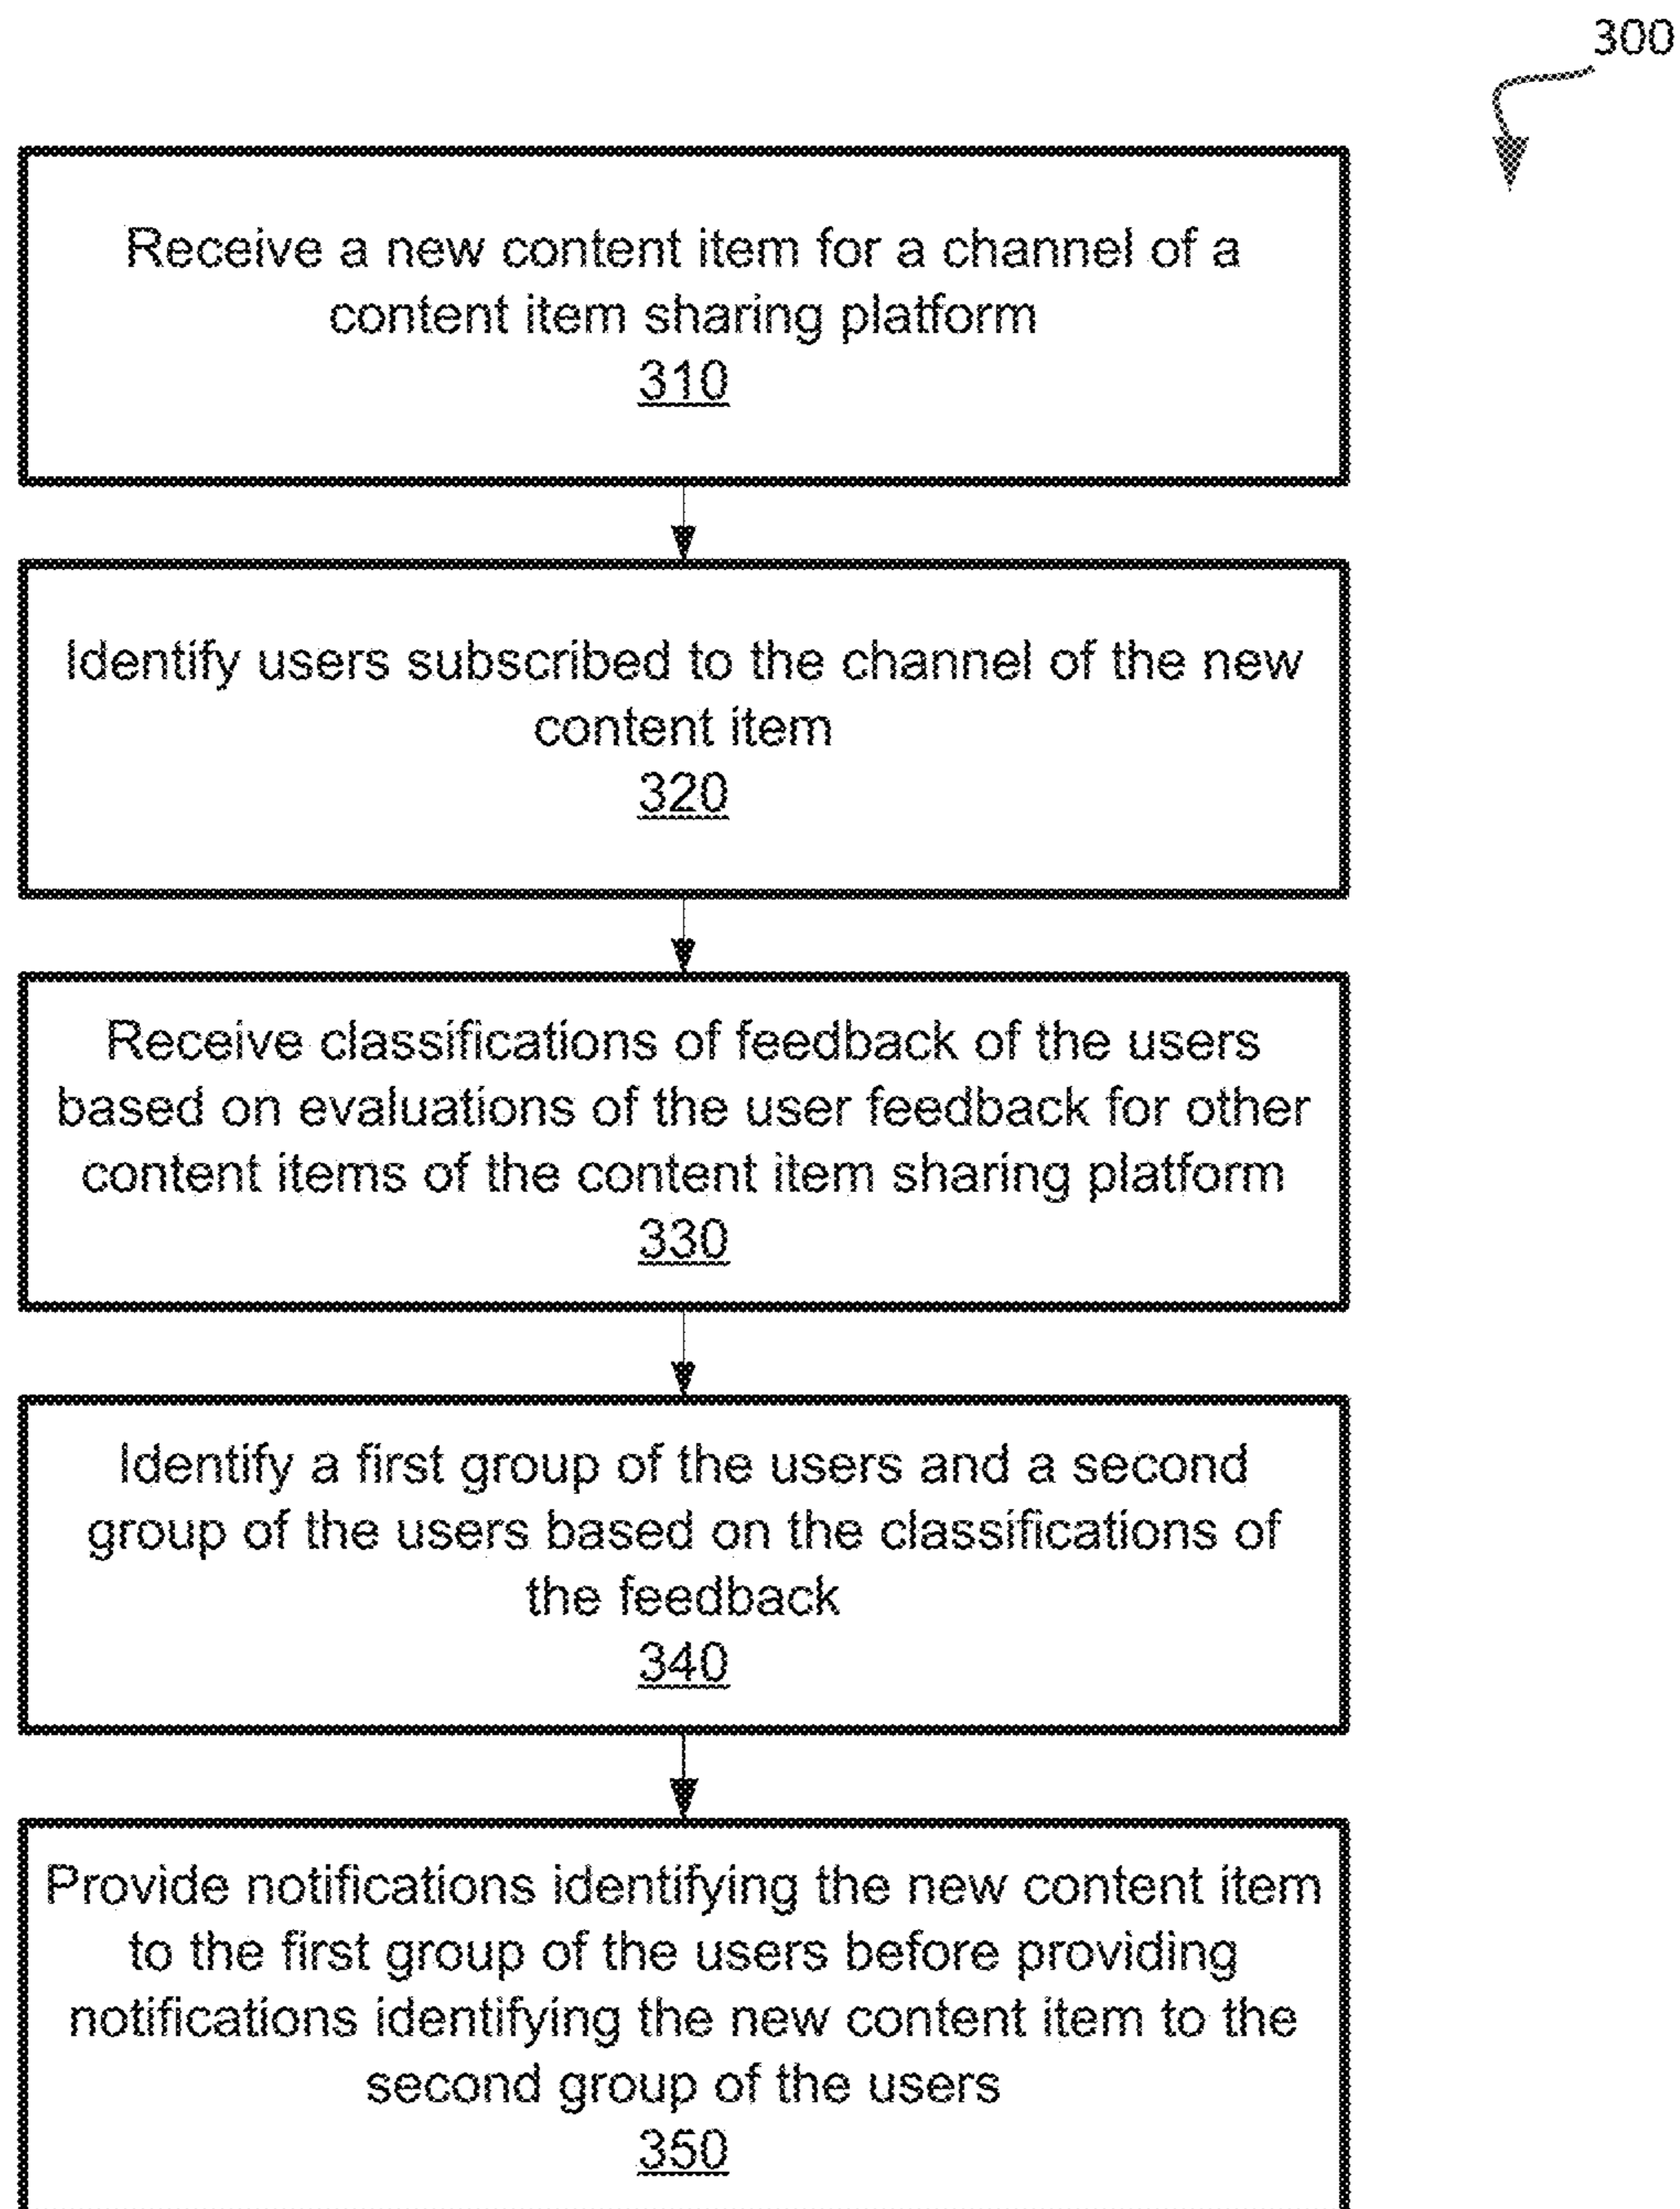 300
Receive a new content item for a channel of a
content item sharing platform
310
Identify users subscribed to the channel of the new
content item
320
Receive classifications of feedback of the users
based on evaluations of the user feedback for other
content items of the content item sharing platform
330
Identify a first group of the users and a second
group of the users based on the classifications of
the feedback
340
Provide notifications identifying the new content item
to the first group of the users before providing
notifications identifying the new content item to the
second group of the users
350